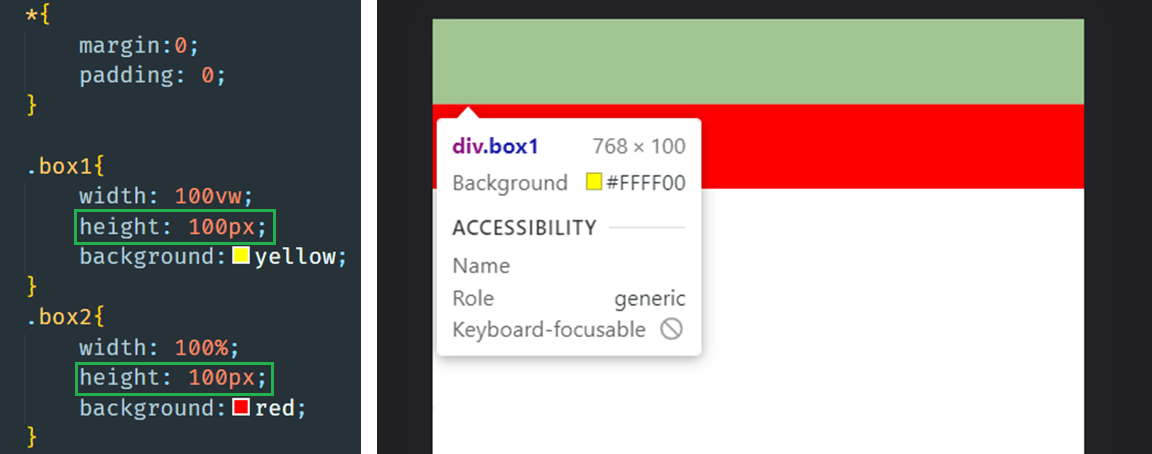 *{
margin:0;
padding: 0;
}
.box1{
width: 100vw;
height: 100px;
background: yellow;
}
.box2{
width: 100%;
height: 100px;
background: red;
}
div.box1 768 × 100
Background #FFFF00
ACCESSIBILITY
Name
Role generic
Keyboard-focusable